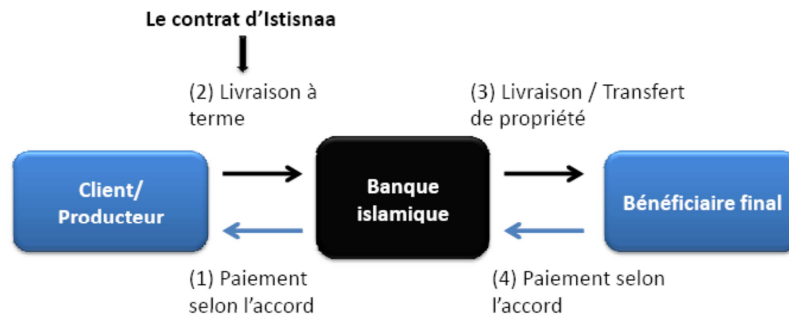 Le contrat d’Istisnaa
(2) Livraison à
terme
(3) Livraison / Transfert
de propriété
Client/
Producteur
Banque
islamique
Bénéficiaire final
(1) Paiement
selon l’accord
(4) Paiement selon
l’accord